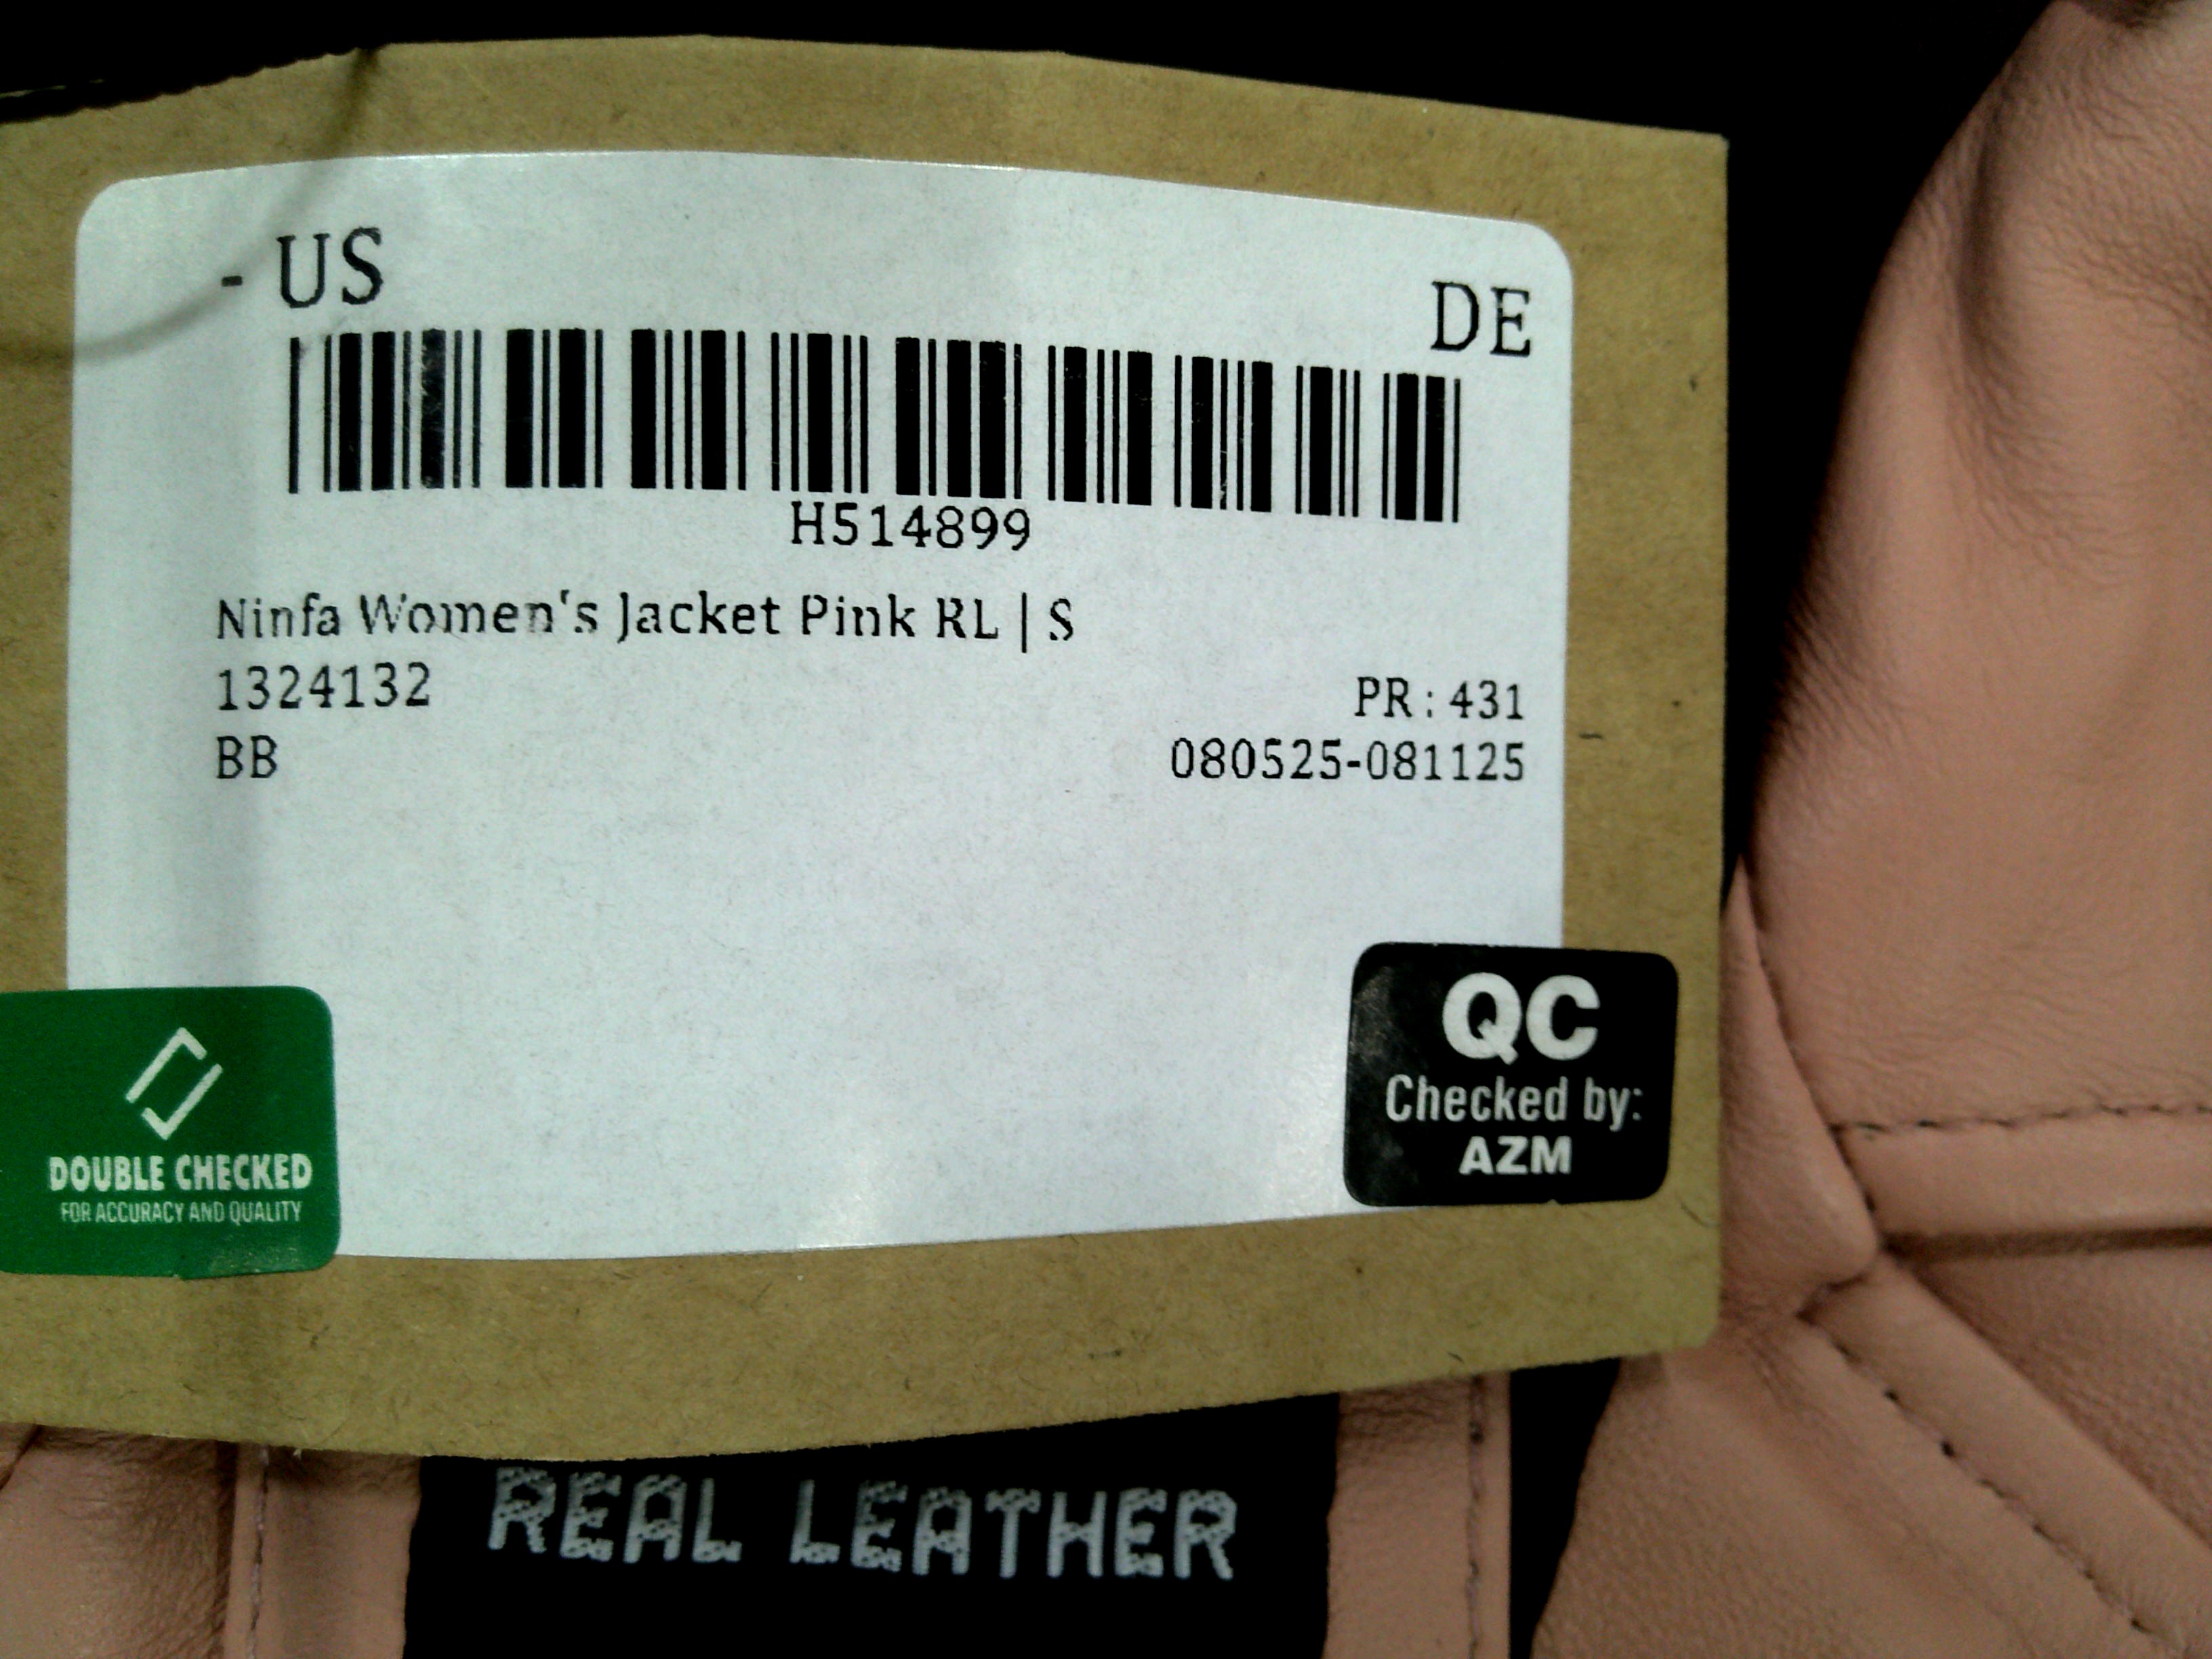 - US
DE
H514899
Ninfa Women's Jacket Pink RL | S
1324132
PR : 431
BB
080525-081125
QC
Checked by:
AZM
DOUBLE CHECKED
FOR ACCURACY AND QUALITY
REAL LEATHER